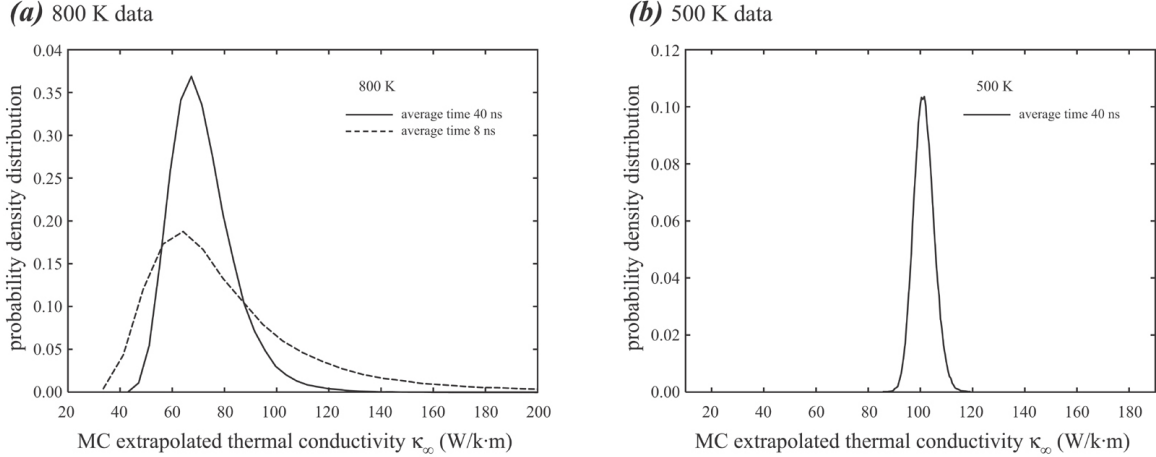 (a) 800 K data
probability density distribution
0.04
0.35
0.30
0.25
0.20
0.15
0.10
0.05
0.00
800 K
average time 40 ns
average time 8 ns
20 40 60 80 100 120 140 160 180 200
MC extrapolated thermal conductivity κ∞ (W/k·m)
(b) 500 K data
probability density distribution
0.12
0.10
0.08
0.06
0.04
0.02
0.00
500 K
average time 40 ns
20 40 60 80 100 120 140 160 180
MC extrapolated thermal conductivity κ∞ (W/k·m)